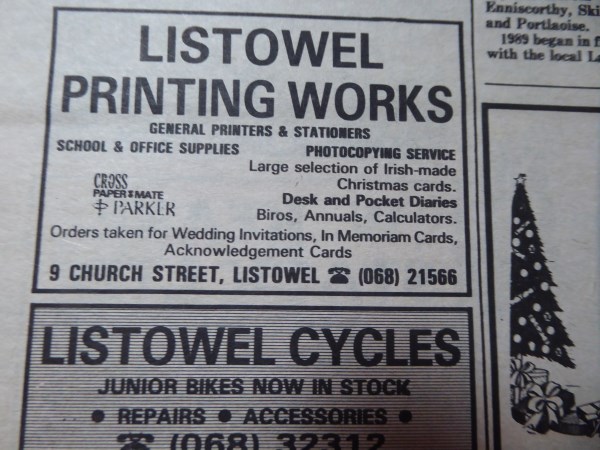 LISTOWEL
PRINTING WORKS
GENERAL PRINTERS & STATIONERS
SCHOOL & OFFICE SUPPLIES
PHOTOCOPYING SERVICE
Large selection of Irish-made
Christmas cards.
Desk and Pocket Diaries
Biros, Annuals, Calculators.
CROSS
PAPER MATE
PARKER
Orders taken for Wedding Invitations, In Memoriam Cards,
Acknowledgement Cards
9 CHURCH STREET, LISTOWEL ☎ (068) 21566
LISTOWEL CYCLES
JUNIOR BIKES NOW IN STOCK
• REPAIRS • ACCESSORIES •
☎ (068) 32312
Enniscorthy, Ski
and Portlaoise.
1989 began in f
with the local L